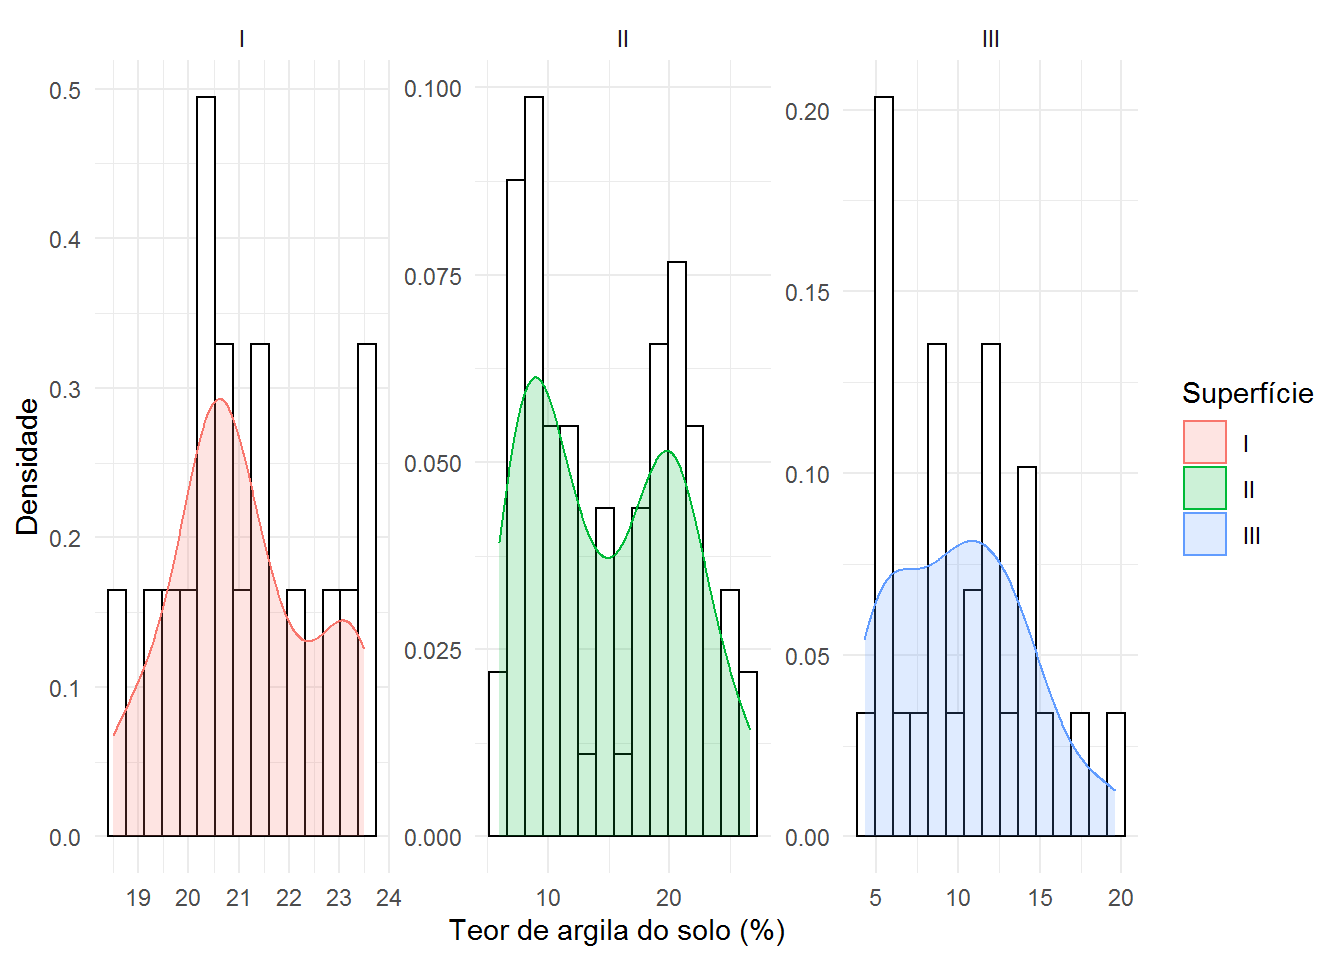 I II III
0.5
0.4
0.3
0.2
0.1
0.0
0.100
0.075
0.050
0.025
0.000
0.20
0.15
0.10
0.05
0.00
19 20 21 22 23 24
10 20
5 10 15 20
Densidade
Teor de argila do solo (%)
Superfície
I
II
III